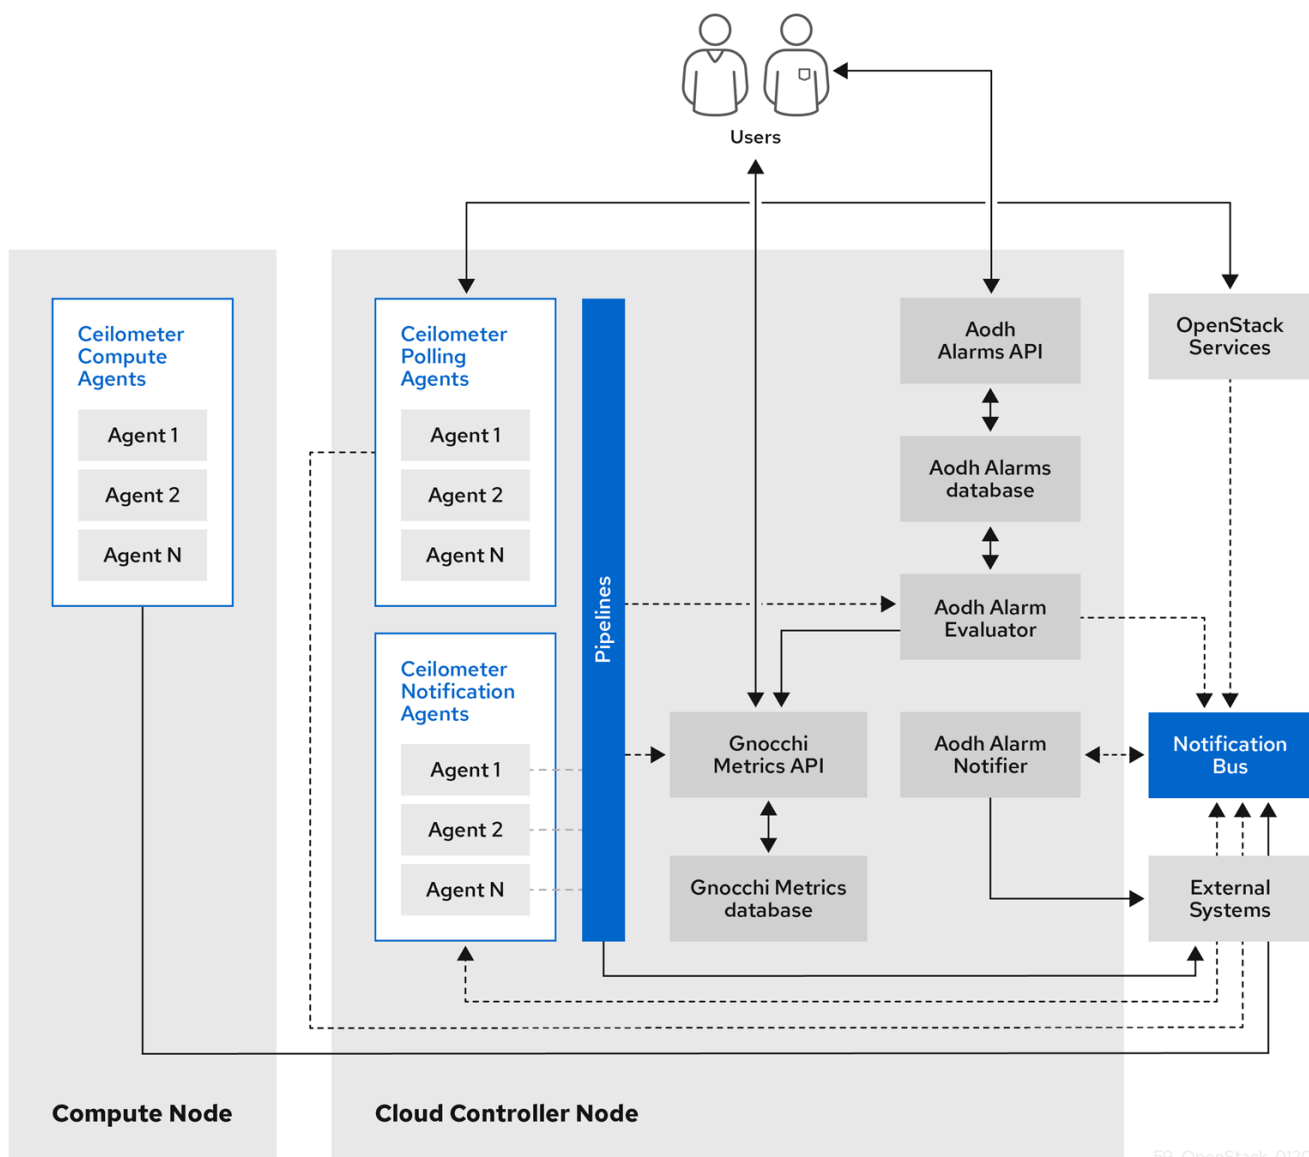 Users
Ceilometer
Compute
Agents
Agent 1
Agent 2
Agent N
Ceilometer
Polling
Agents
Agent 1
Agent 2
Agent N
Ceilometer
Notification
Agents
Agent 1
Agent 2
Agent N
Pipelines
Aodh
Alarms API
Aodh Alarms
database
Aodh Alarm
Evaluator
Gnocchi
Metrics API
Aodh Alarm
Notifier
Gnocchi Metrics
database
OpenStack
Services
Notification
Bus
External
Systems
Compute Node
Cloud Controller Node